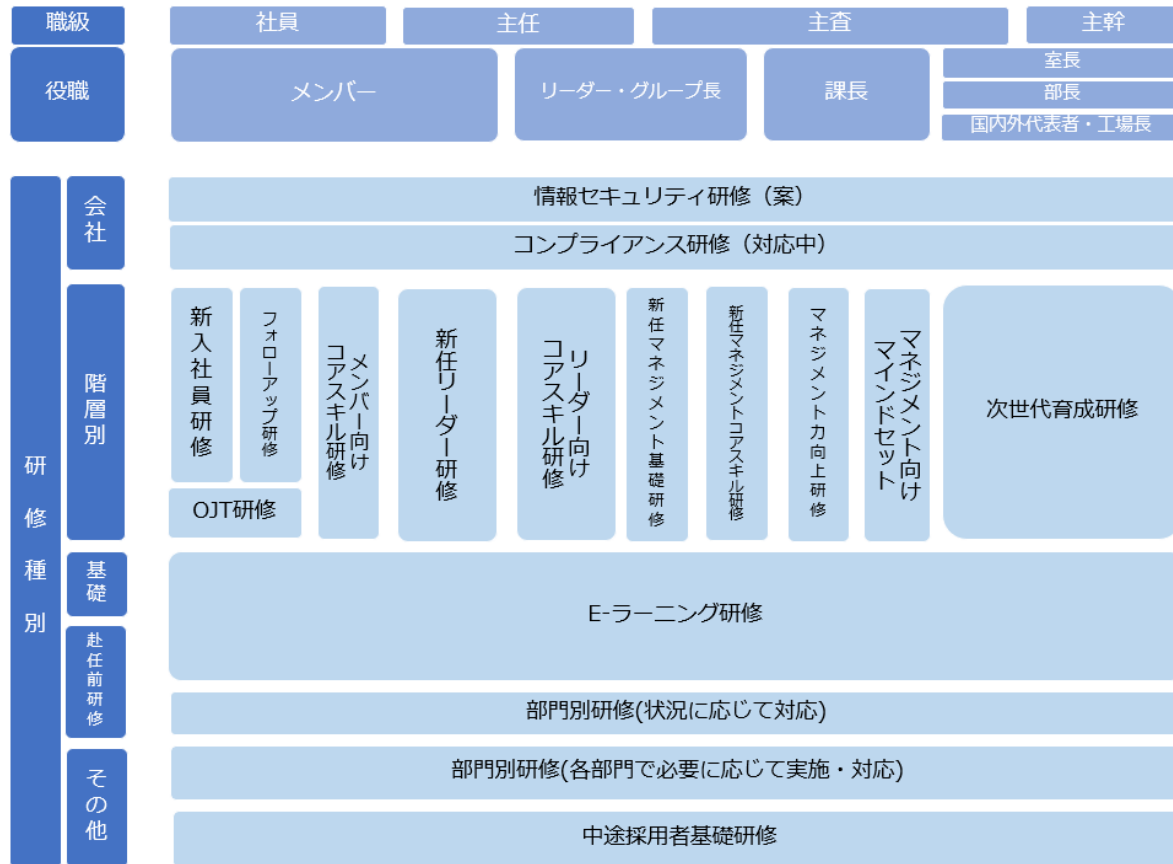 職級
社員
主任
主査
主幹
役職
メンバー
リーダー・グループ長
課長
室長
部長
国内外代表者・工場長
研修種別
会社
情報セキュリティ研修（案）
コンプライアンス研修（対応中）
階層別
新入社員研修
フォローアップ研修
OJT研修
メンバー向け
コアスキル研修
新任リーダー研修
リーダー向け
コアスキル研修
新任マネジメント基礎研修
新任マネジメントコアスキル研修
マネジメント力向上研修
マネジメント向け
マインドセット
次世代育成研修
基礎
E-ラーニング研修
赴任前研修
部門別研修(状況に応じて対応)
その他
部門別研修(各部門で必要に応じて実施・対応)
中途採用者基礎研修